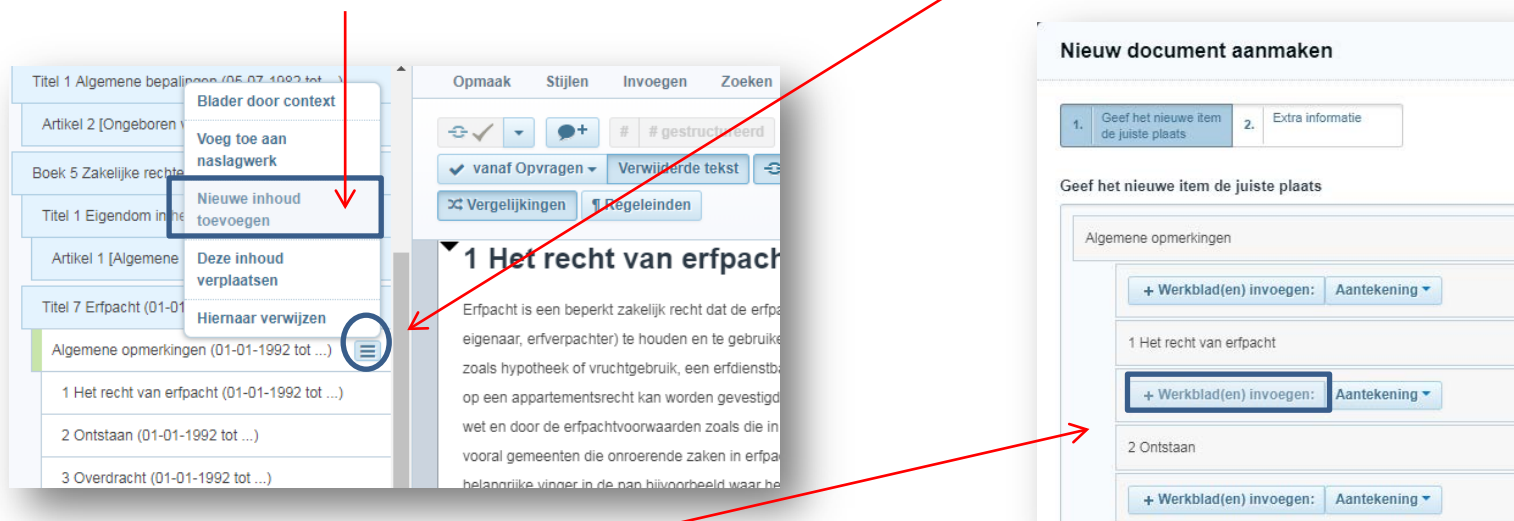 Titel 1 Algemene bepalingen (05-07-1982 tot ...)
Artikel 2 [Ongeboren
Boek 5 Zakelijke rechte
Titel 1 Eigendom in he
Artikel 1 [Algemene
Titel 7 Erfpacht (01-01
Algemene opmerkingen (01-01-1992 tot ...)
1 Het recht van erfpacht (01-01-1992 tot ...)
2 Ontstaan (01-01-1992 tot ...)
3 Overdracht (01-01-1992 tot ...)
Blader door context
Voeg toe aan
naslagwerk
Nieuwe inhoud
toevoegen
Deze inhoud
verplaatsen
Hiernaar verwijzen
Opmaak Stijlen Invoegen Zoeken
# # gestructureerd
vanaf Opvragen Verwijderde tekst
Vergelijkingen ¶ Regeleinden
1 Het recht van erfpach
Erfpacht is een beperkt zakelijk recht dat de erfpa
eigenaar, erfverpachter) te houden en te gebruike
zoals hypotheek of vruchtgebruik, een erfdienstba
op een appartementsrecht kan worden gevestigd
wet en door de erfpachtvoorwaarden zoals die in
vooral gemeenten die onroerende zaken in erfpa
belangrijke vinger in de pap bijvoorbeeld waar he
Nieuw document aanmaken
1. Geef het nieuwe item
de juiste plaats
2. Extra informatie
Geef het nieuwe item de juiste plaats
Algemene opmerkingen
+ Werkblad(en) invoegen: Aantekening
1 Het recht van erfpacht
+ Werkblad(en) invoegen: Aantekening
2 Ontstaan
+ Werkblad(en) invoegen: Aantekening